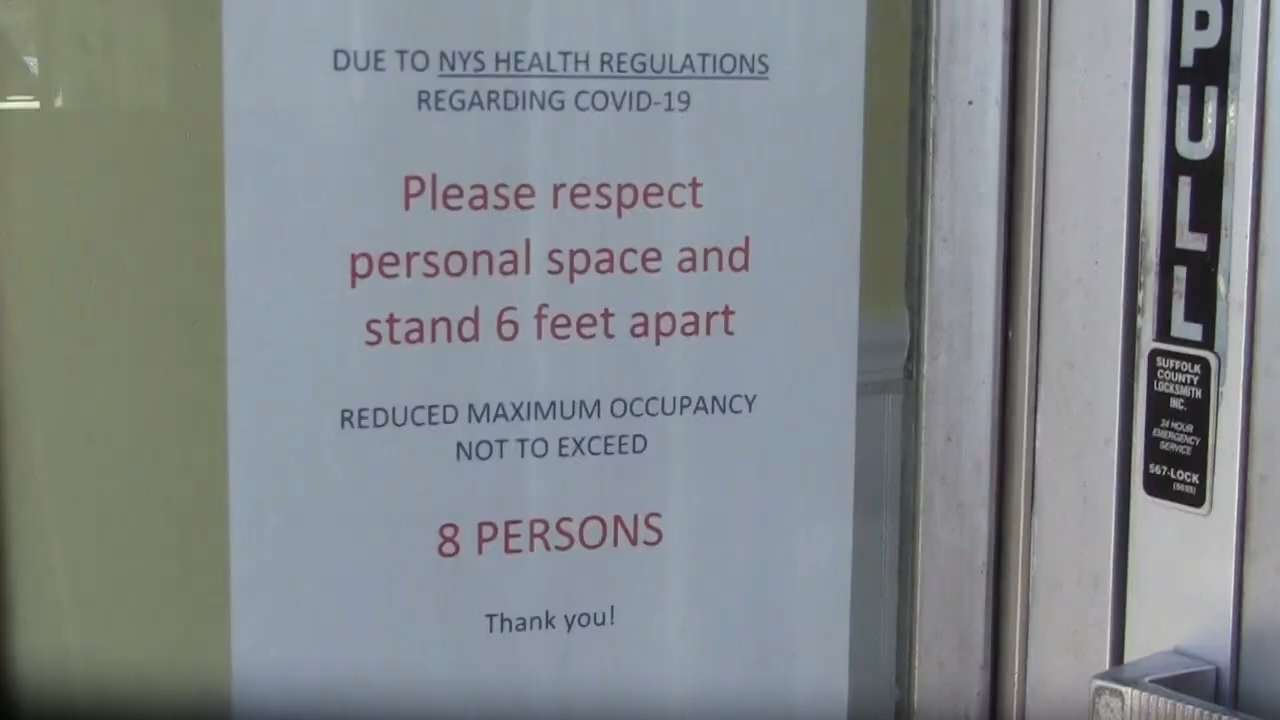 DUE TO NYS HEALTH REGULATIONS
REGARDING COVID-19
Please respect
personal space and
stand 6 feet apart
REDUCED MAXIMUM OCCUPANCY
NOT TO EXCEED
8 PERSONS
Thank you!
PULL
SUFFOLK
COUNTY
LOCKSMITH
INC.
24 HOUR
EMERGENCY
SERVICE
567-LOCK